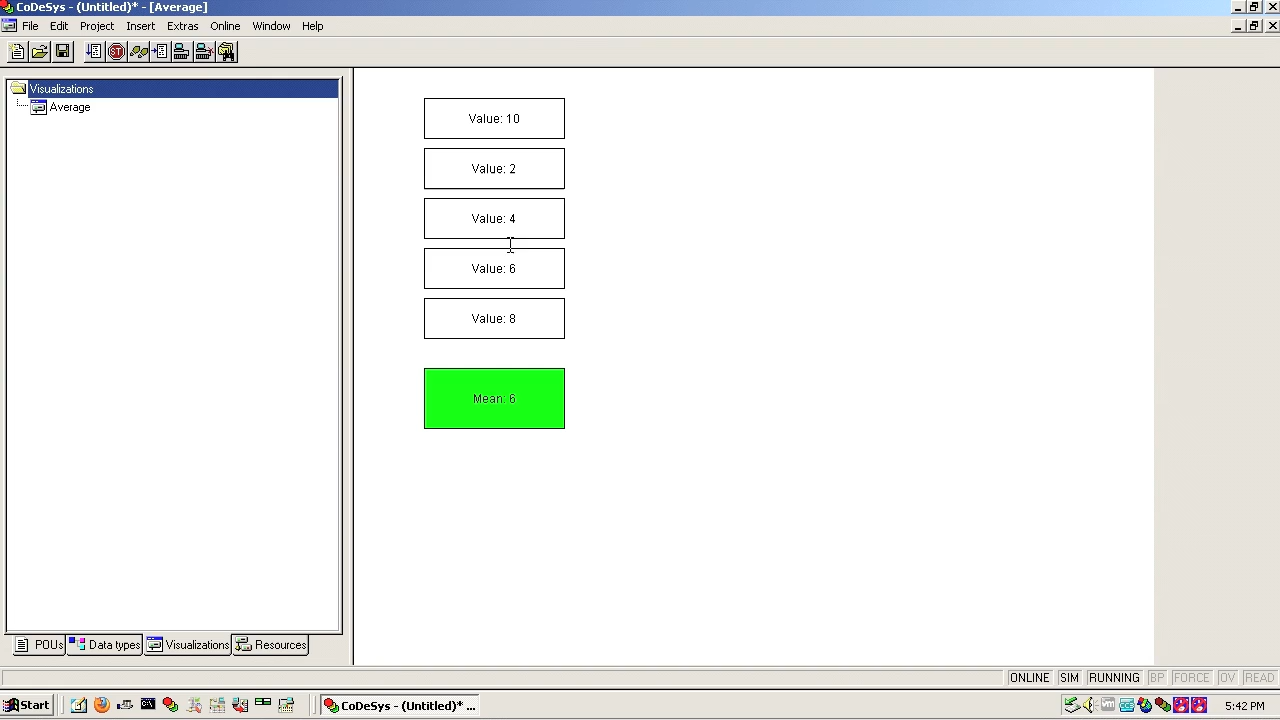 CoDeSys - (Untitled)* - [Average]
File Edit Project Insert Extras Online Window Help
Visualizations
Average
Value: 10
Value: 2
Value: 4
Value: 6
Value: 8
Mean: 6
POUs Data types Visualizations Resources
ONLINE SIM RUNNING BP FORCE OV READ
Start CoDeSys - (Untitled)* ... 5:42 PM